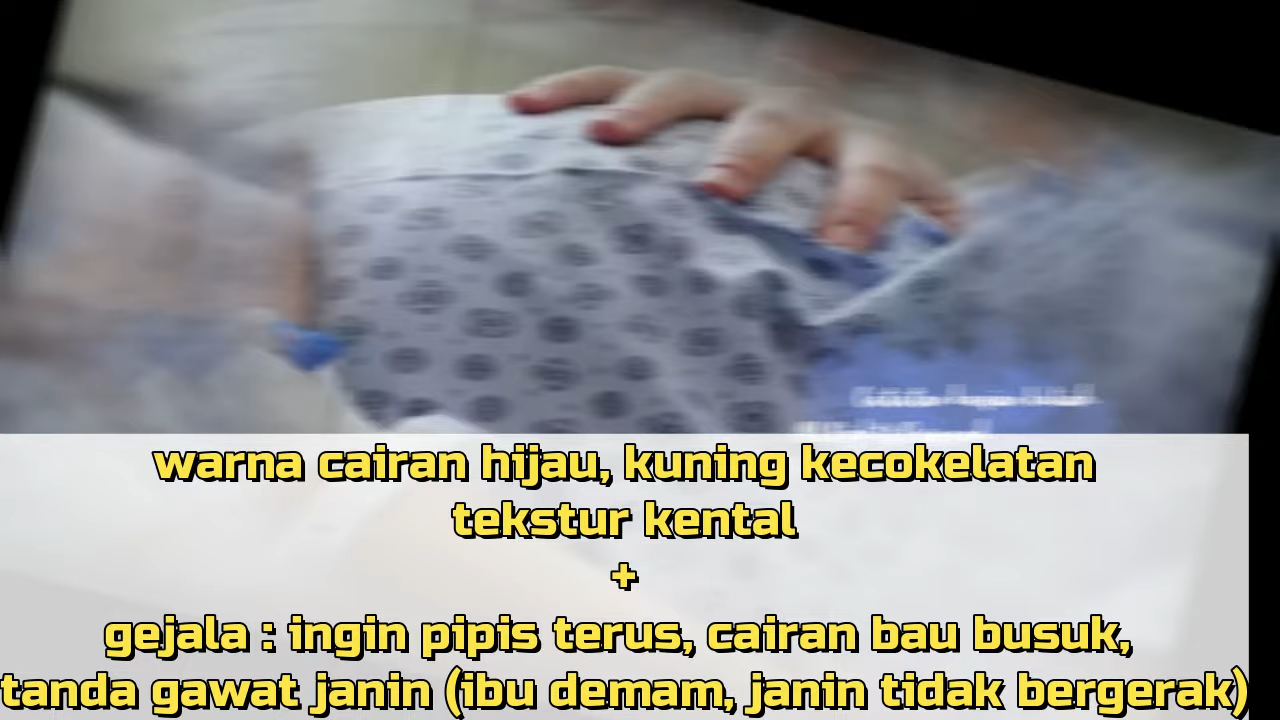 warna cairan hijau, kuning kecokelatan
tekstur kental
+
gejala : ingin pipis terus, cairan bau busuk,
tanda gawat janin (ibu demam, janin tidak bergerak)